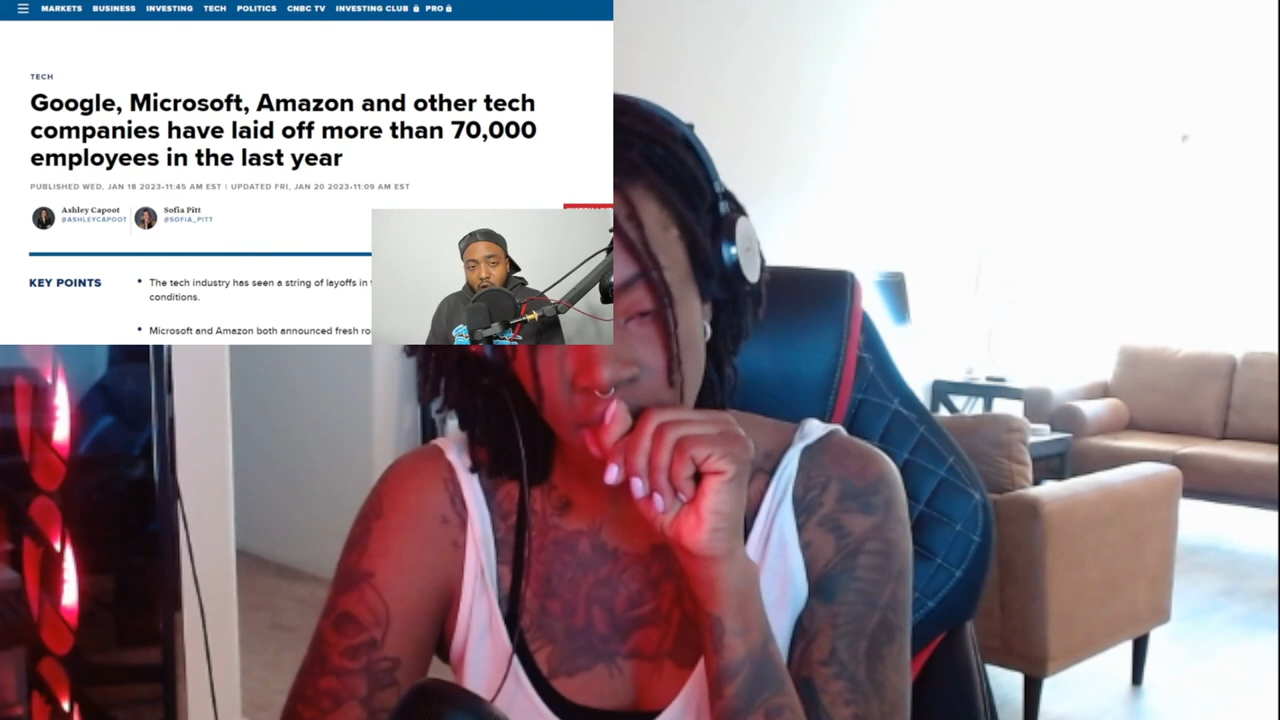 MARKETS BUSINESS INVESTING TECH POLITICS CNBC TV INVESTING CLUB PRO
TECH
Google, Microsoft, Amazon and other tech
companies have laid off more than 70,000
employees in the last year
PUBLISHED WED, JAN 18 2023•11:45 AM EST | UPDATED FRI, JAN 20 2023•11:09 AM EST
Ashley Capoot Sofia Pitt
@ASHLEYCAPOOT @SOFIA_PITT
KEY POINTS • The tech industry has seen a string of layoffs in
conditions.
• Microsoft and Amazon both announced fresh